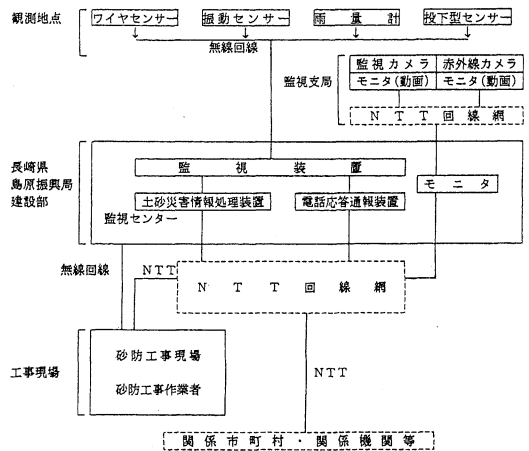 観測地点
ワイヤセンサー 振動センサー 雨量計 投下型センサー
無線回線
監視カメラ 赤外線カメラ
監視支局
モニタ(動画) モニタ(動画)
NTT回線網
長崎県
島原振興局
建設部
監視装置
モニタ
土砂災害情報処理装置 電話応答通報装置
監視センター
無線回線
NTT
NTT回線網
工事現場
砂防工事現場
砂防工事作業者
NTT
関係市町村・関係機関等